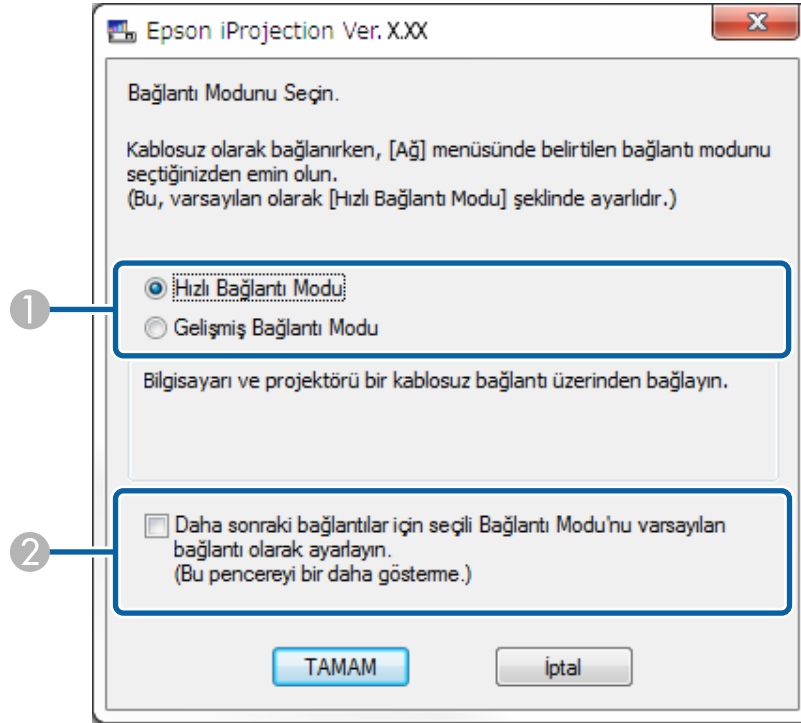 Epson iProjection Ver. X.XX
Bağlantı Modunu Seçin.
Kablosuz olarak bağlanırken, [Ağ] menüsünde belirtilen bağlantı modunu
seçtiğinizden emin olun.
(Bu, varsayılan olarak [Hızlı Bağlantı Modu] şeklinde ayarlıdır.)
1
Hızlı Bağlantı Modu
Gelişmiş Bağlantı Modu
Bilgisayarı ve projektörü bir kablosuz bağlantı üzerinden bağlayın.
2
Daha sonraki bağlantılar için seçili Bağlantı Modu'nu varsayılan
bağlantı olarak ayarlayın.
(Bu pencereyi bir daha gösterme.)
TAMAM
İptal